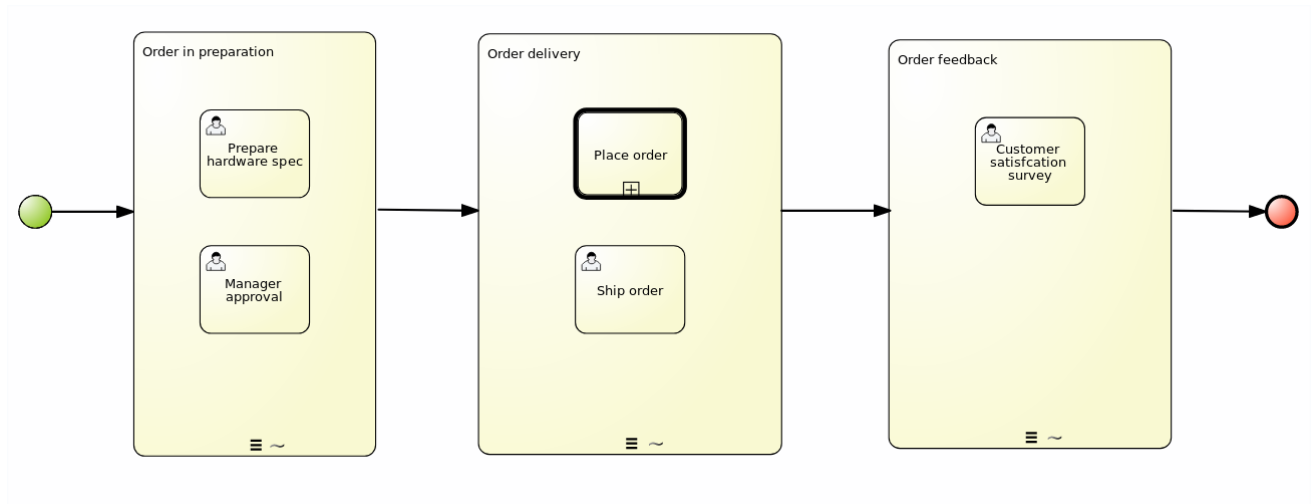 Order in preparation
Prepare
hardware spec
Manager
approval
Order delivery
Place order
Ship order
Order feedback
Customer
satisfcation
survey